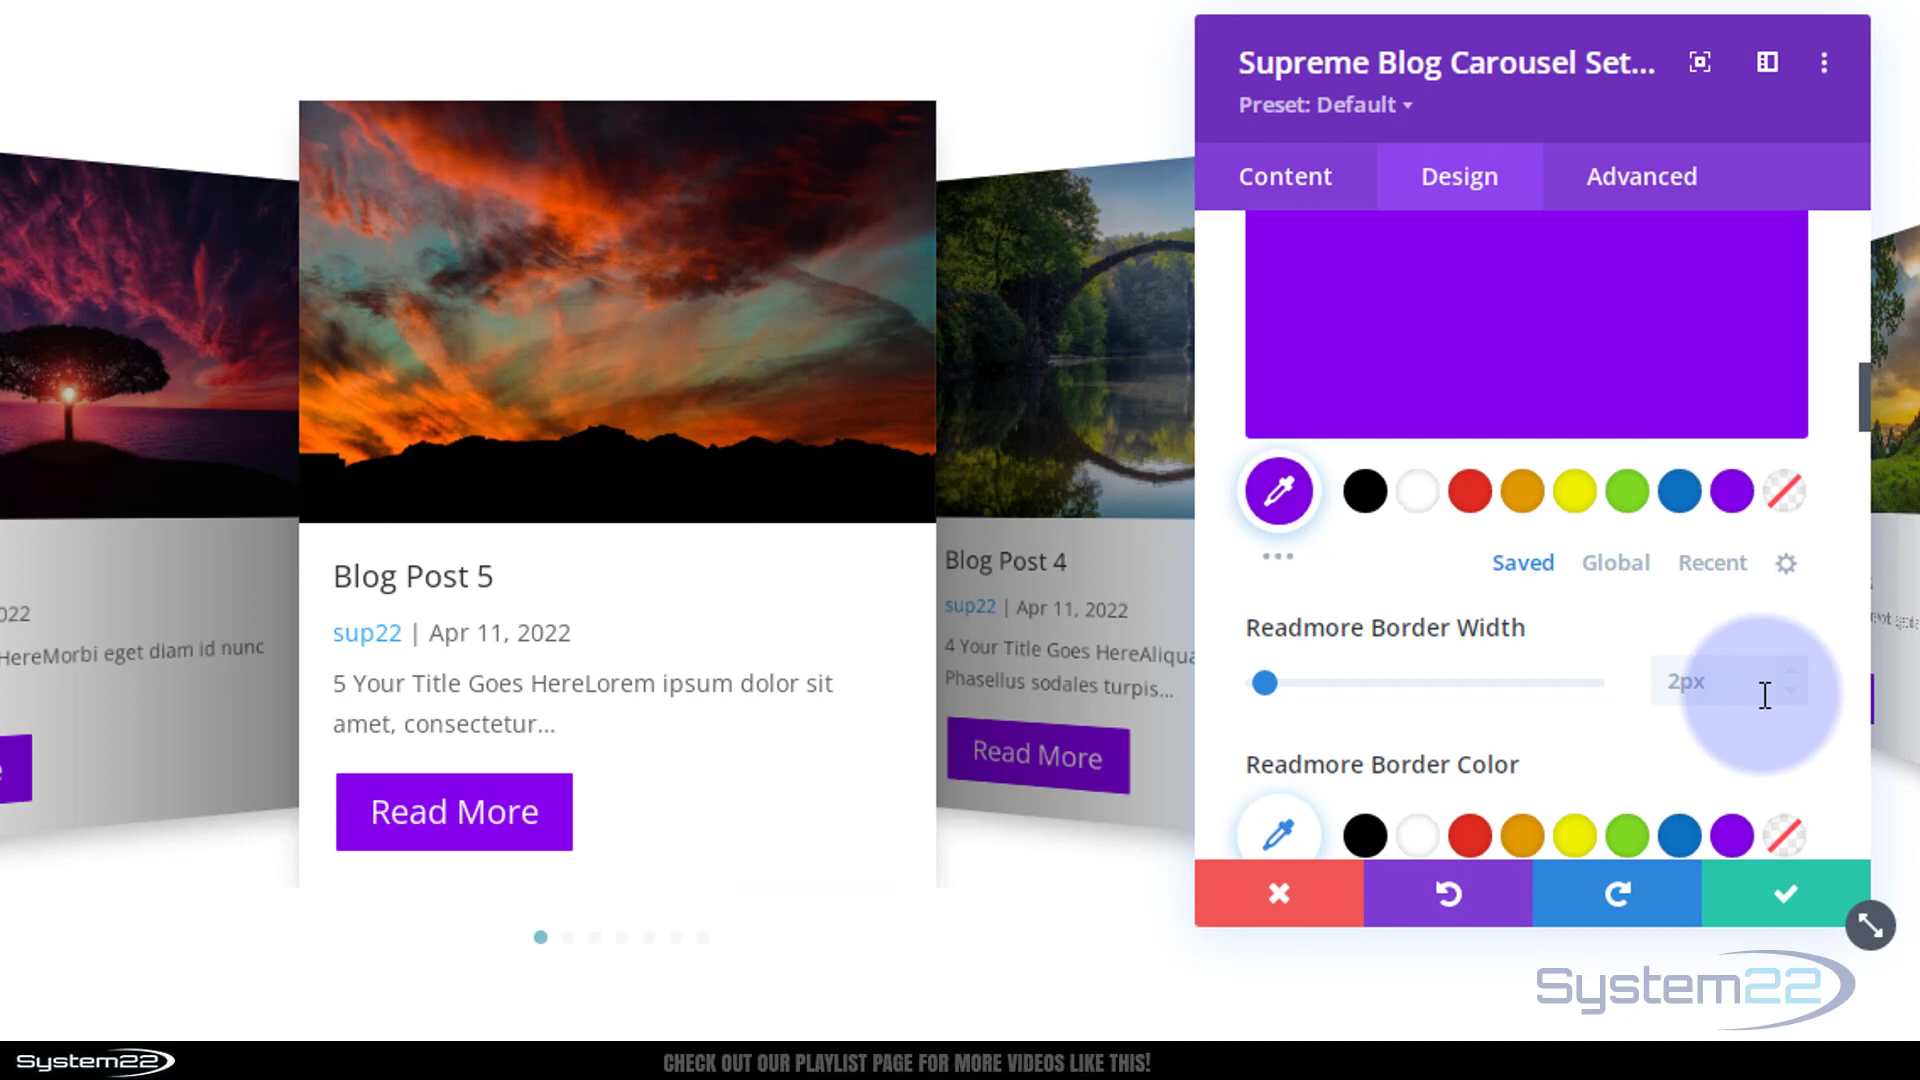 Supreme Blog Carousel Set...
Preset: Default
Content
Design
Advanced
Saved
Global
Recent
Readmore Border Width
2px
Readmore Border Color
022
HereMorbi eget diam id nunc
Blog Post 5
sup22 | Apr 11, 2022
5 Your Title Goes HereLorem ipsum dolor sit
amet, consectetur...
Read More
Blog Post 4
sup22 | Apr 11, 2022
4 Your Title Goes HereAliqua
Phasellus sodales turpis...
Read More
System22
System22
CHECK OUT OUR PLAYLIST PAGE FOR MORE VIDEOS LIKE THIS!